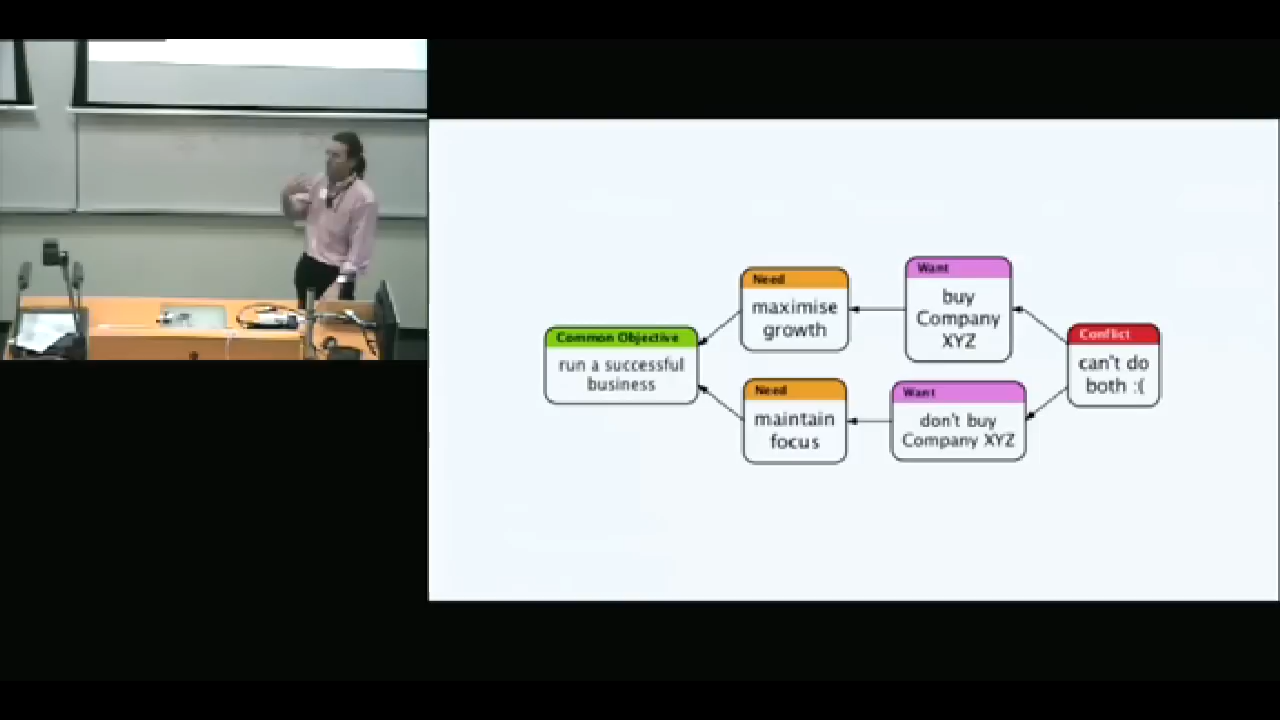 Common Objective
run a successful
business
Need
maximise
growth
Need
maintain
focus
Want
buy
Company
XYZ
Want
don't buy
Company XYZ
Conflict
can't do
both :(